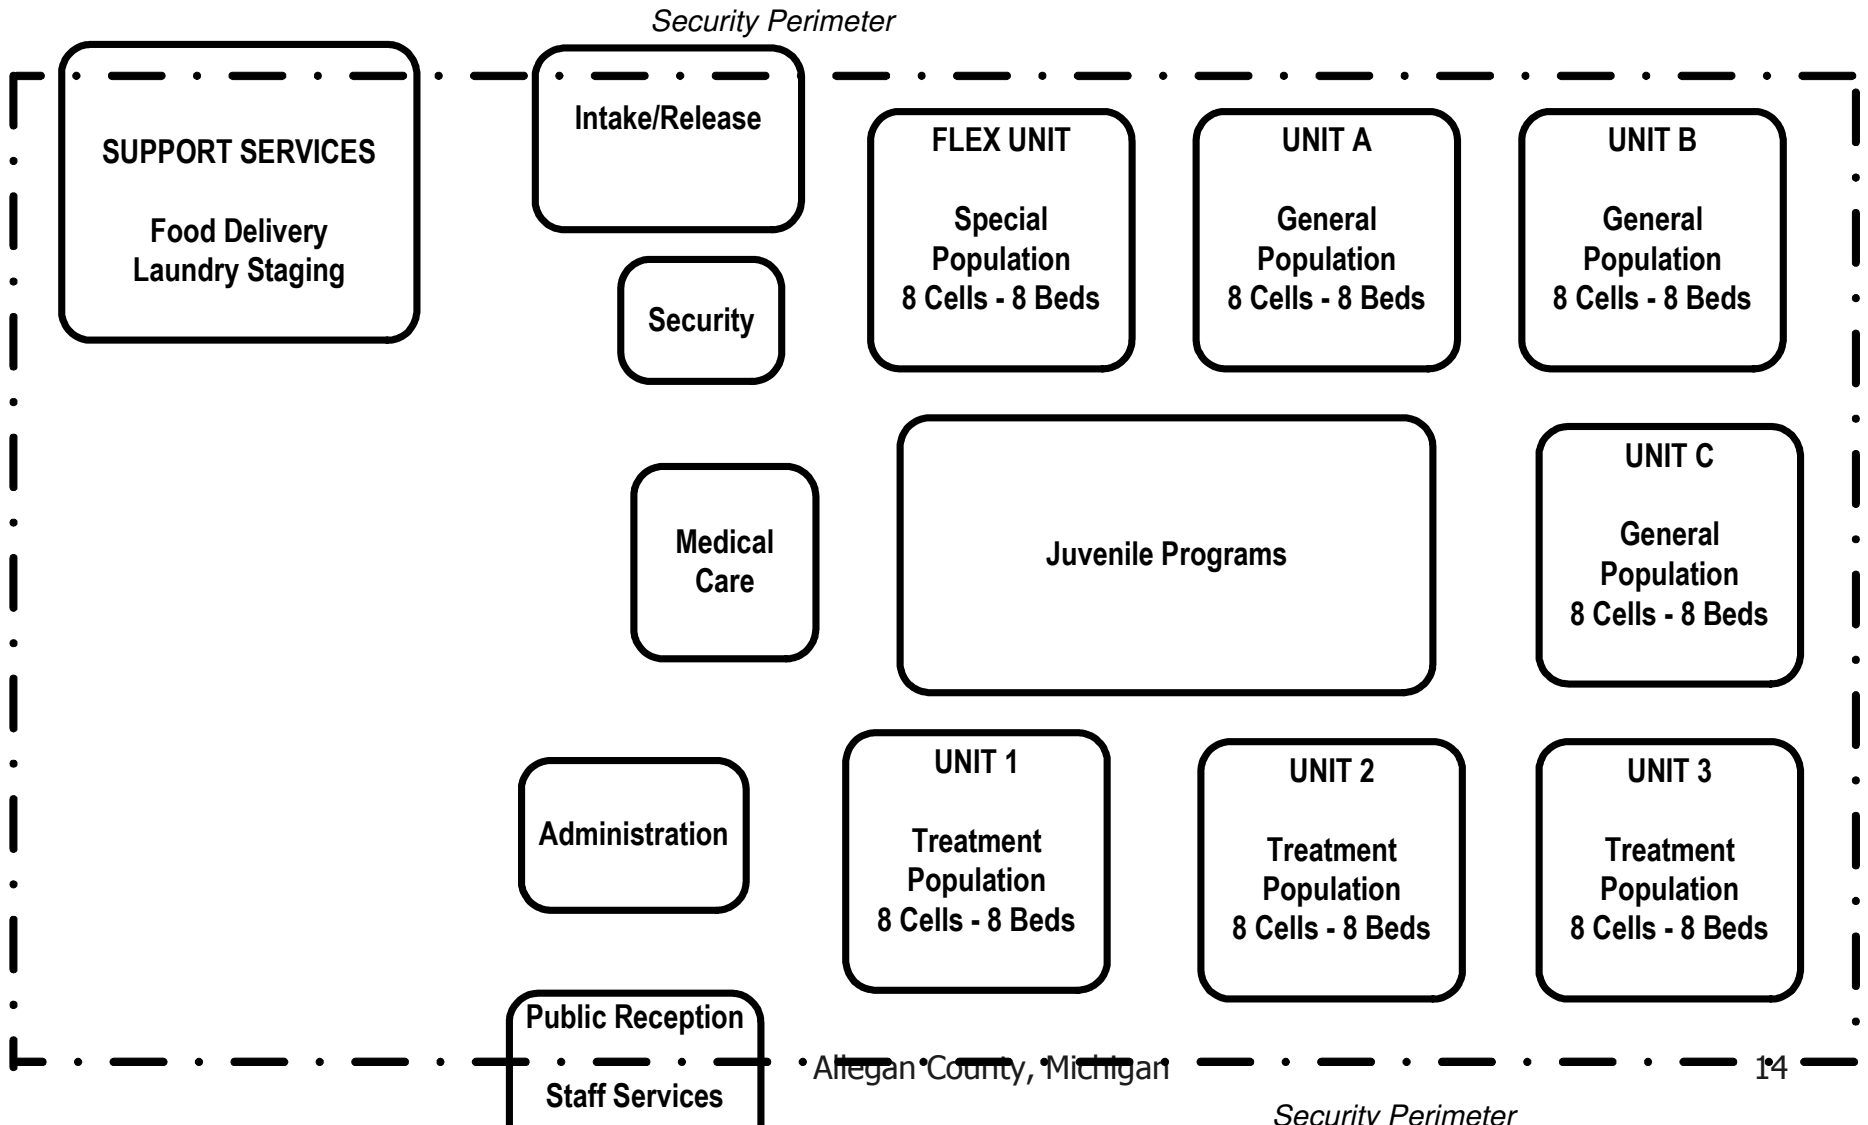 Security Perimeter
SUPPORT SERVICES
Food Delivery
Laundry Staging
Intake/Release
Security
FLEX UNIT
Special
Population
8 Cells - 8 Beds
UNIT A
General
Population
8 Cells - 8 Beds
UNIT B
General
Population
8 Cells - 8 Beds
Medical
Care
Juvenile Programs
UNIT C
General
Population
8 Cells - 8 Beds
Administration
UNIT 1
Treatment
Population
8 Cells - 8 Beds
UNIT 2
Treatment
Population
8 Cells - 8 Beds
UNIT 3
Treatment
Population
8 Cells - 8 Beds
Public Reception
Staff Services
Allegan County, Michigan
14
Security Perimeter